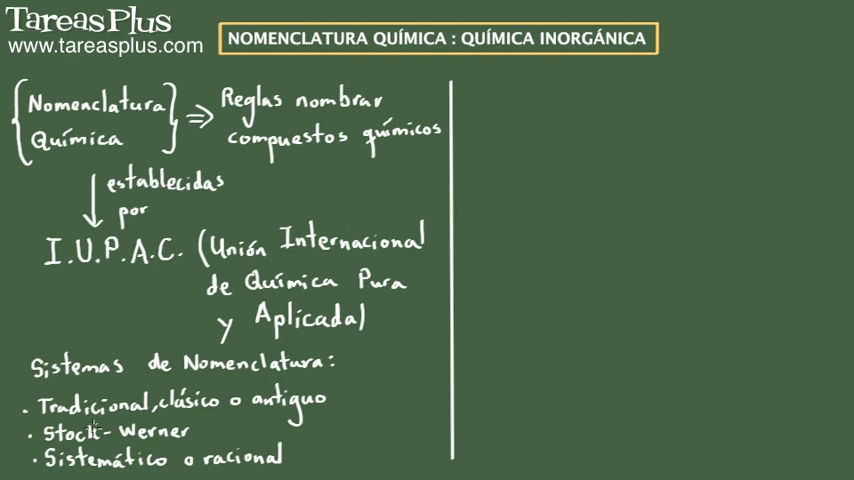 TareasPlus
www.tareasplus.com
NOMENCLATURA QUÍMICA : QUÍMICA INORGÁNICA
Nomenclatura
Química
⇒ Reglas nombrar
compuestos químicos
establecidas
por
I.U.P.A.C. (Unión Internacional
de Química Pura
y Aplicada)
Sistemas de Nomenclatura:
· Tradicional, clásico o antiguo
· Stock - Werner
· Sistemático o racional